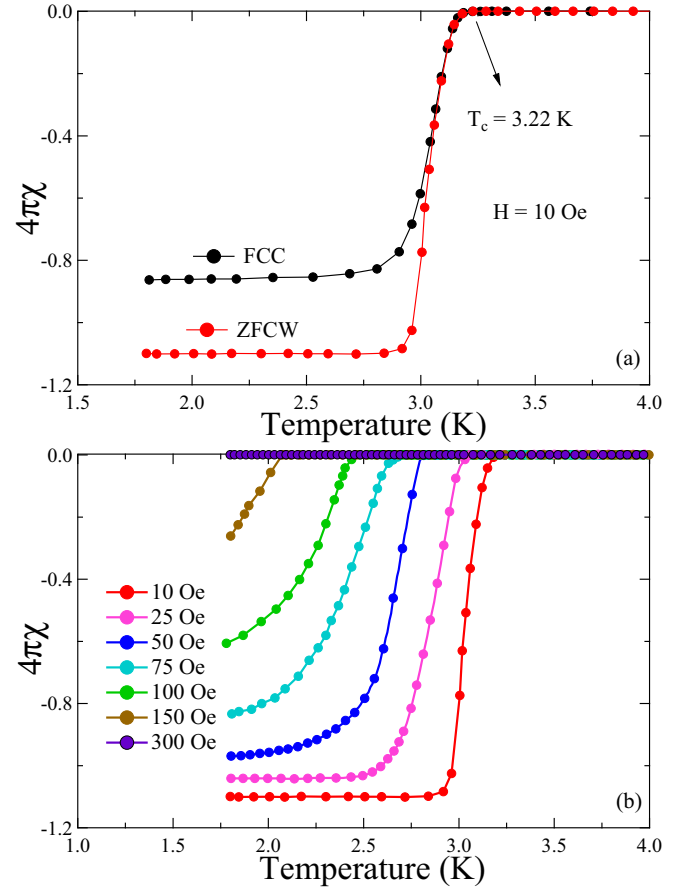 0.0
-0.4
-0.8
-1.2
4πχ
T_c = 3.22 K
H = 10 Oe
FCC
ZFCW
(a)
1.5 2.0 2.5 3.0 3.5 4.0
Temperature (K)
0.0
-0.4
-0.8
-1.2
4πχ
10 Oe
25 Oe
50 Oe
75 Oe
100 Oe
150 Oe
300 Oe
(b)
1.5 2.0 2.5 3.0 3.5 4.0
Temperature (K)